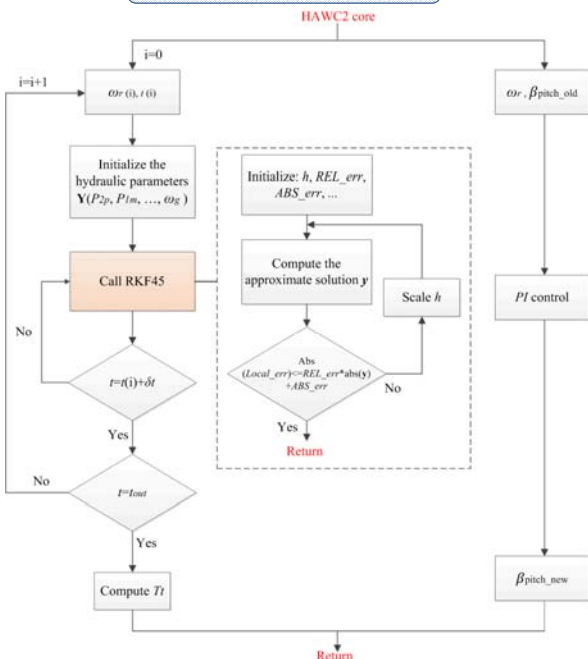 HAWC2 core
i=0
i=i+1
ωr (i), t (i)
Initialize the
hydraulic parameters
Y(P2p, P1m, …, ωg )
Call RKF45
No
t=t(i)+δt
Yes
No
t=tout
Yes
Compute Tt
Initialize: h, REL_err,
ABS_err, ...
Compute the
approximate solution y
Scale h
Abs
(Local_err)<=REL_err*abs(y)
+ABS_err
No
Yes
Return
ωr , βpitch_old
PI control
βpitch_new
Return